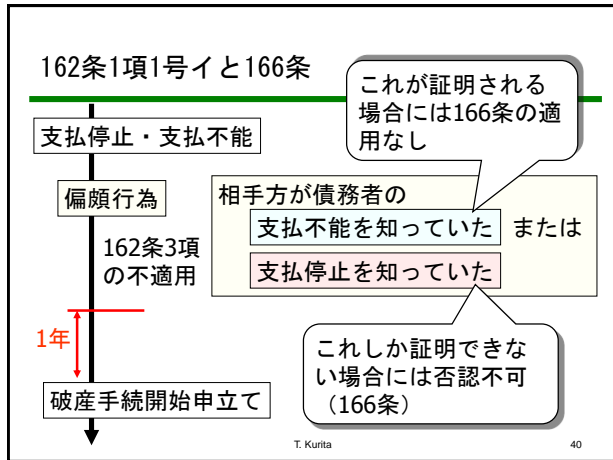 162条1項1号イと166条
これが証明される
場合には166条の適
用なし
支払停止・支払不能
偏頗行為
相手方が債務者の
支払不能を知っていた または
支払停止を知っていた
162条3項
の不適用
1年
これしか証明できな
い場合には否認不可
（166条）
破産手続開始申立て
T. Kurita
40